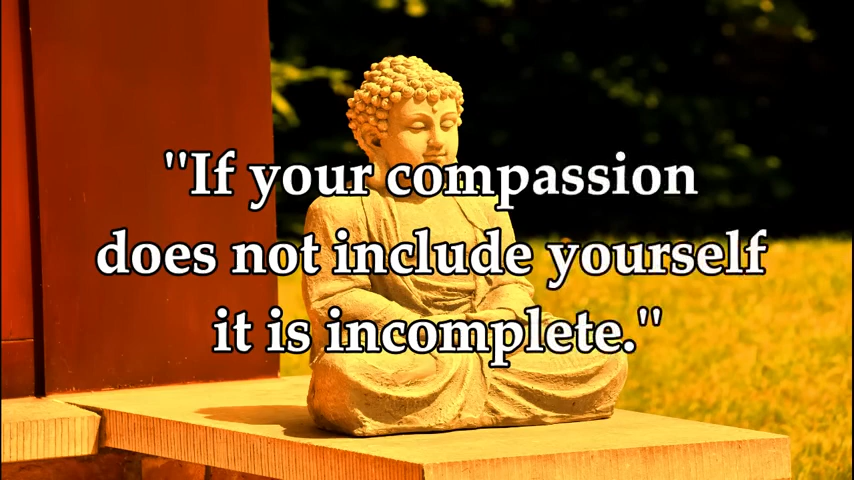 "If your compassion
does not include yourself
it is incomplete."